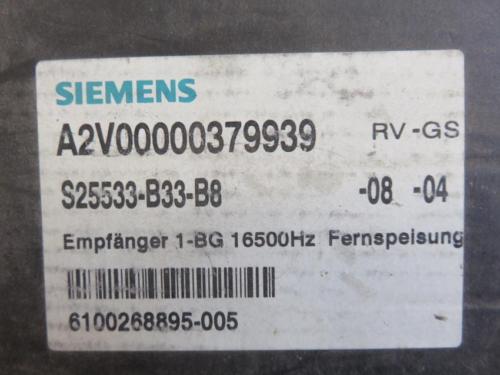 SIEMENS
A2V00000379939 RV -GS
S25533-B33-B8 -08 -04
Empfänger 1-BG 16500Hz Fernspeisung
6100268895-005